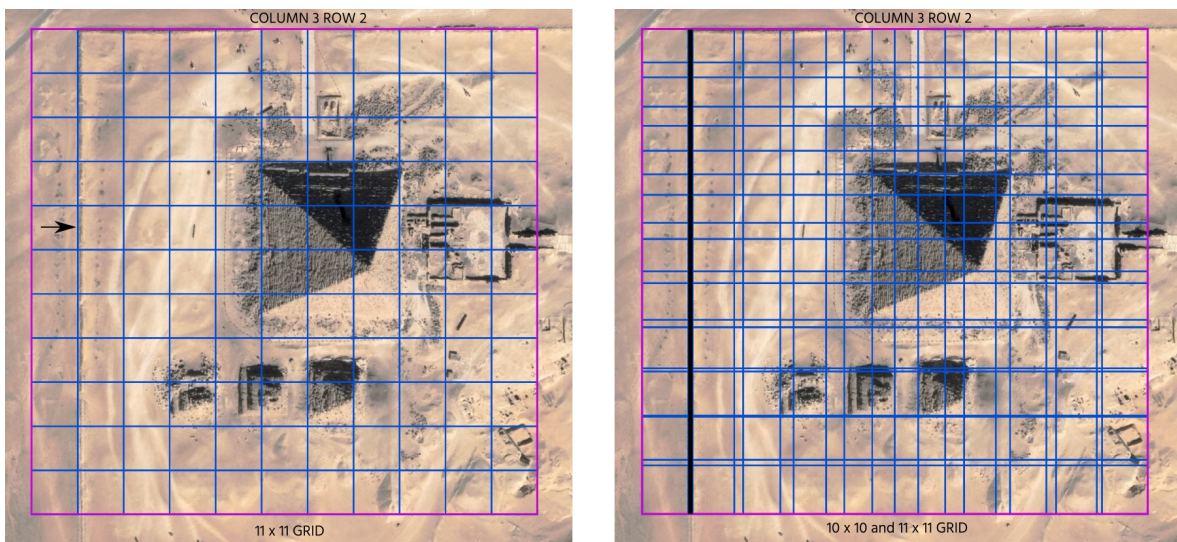 COLUMN 3 ROW 2
11 x 11 GRID
COLUMN 3 ROW 2
10 x 10 and 11 x 11 GRID